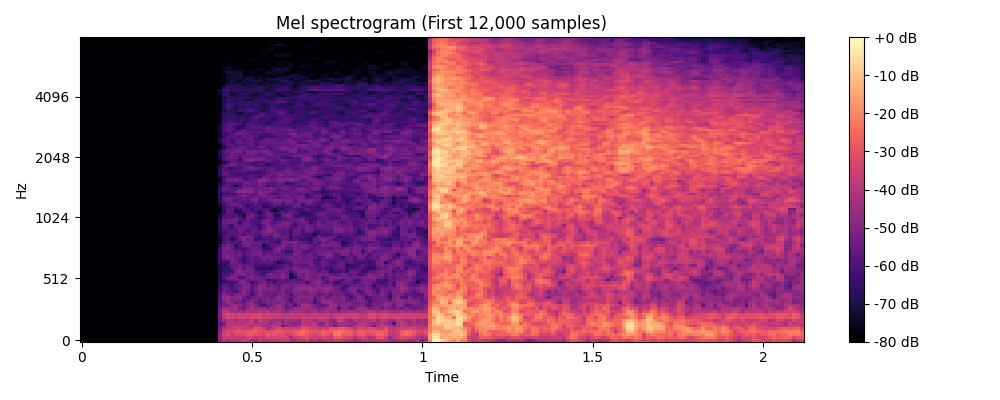 Mel spectrogram (First 12,000 samples)
4096
2048
1024
512
0
Hz
0
0.5
1
1.5
2
Time
+0 dB
-10 dB
-20 dB
-30 dB
-40 dB
-50 dB
-60 dB
-70 dB
-80 dB